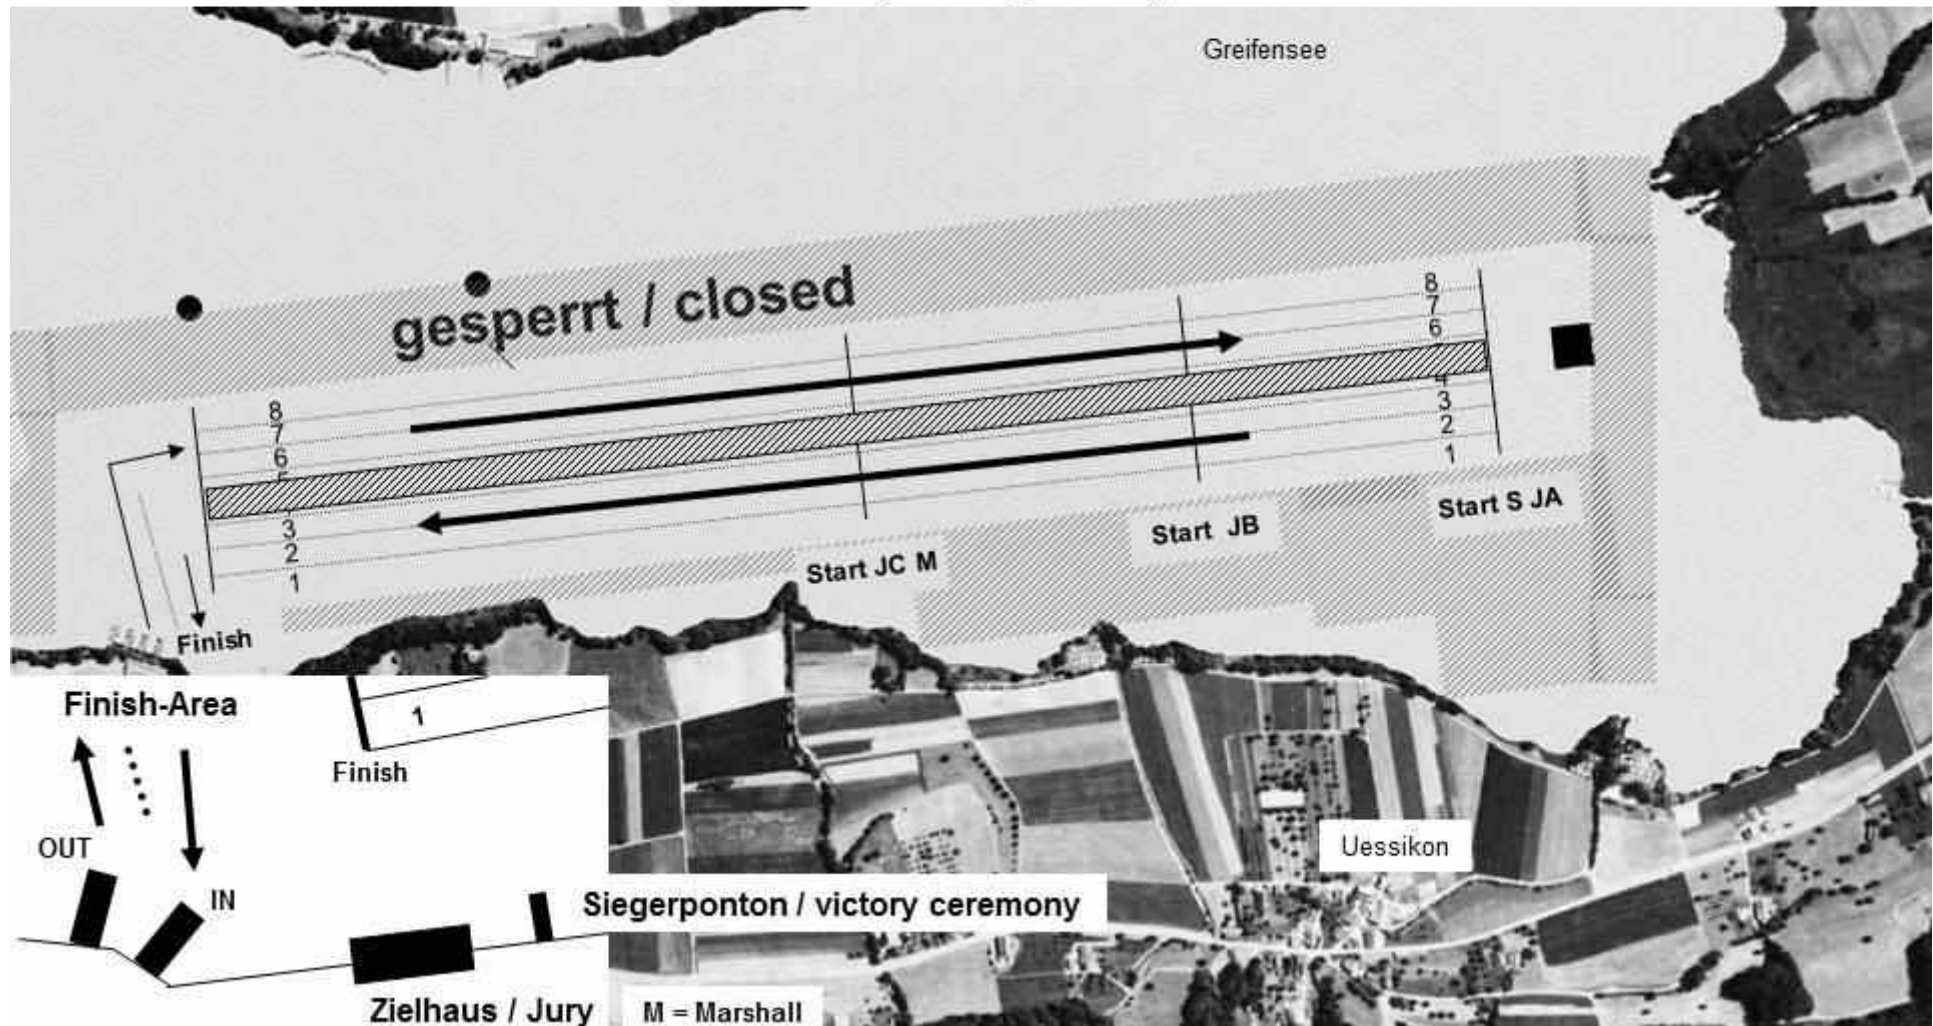 Greifensee
gesperrt / closed
8
7
6
3
2
1
8
7
6
4
3
2
1
Start S JA
Start JB
Start JC M
Finish
Finish-Area
1
Finish
OUT
IN
Uessikon
Siegerponton / victory ceremony
Zielhaus / Jury
M = Marshall